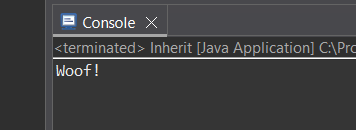 Console
<terminated> Inherit [Java Application] C:\Pro
Woof!